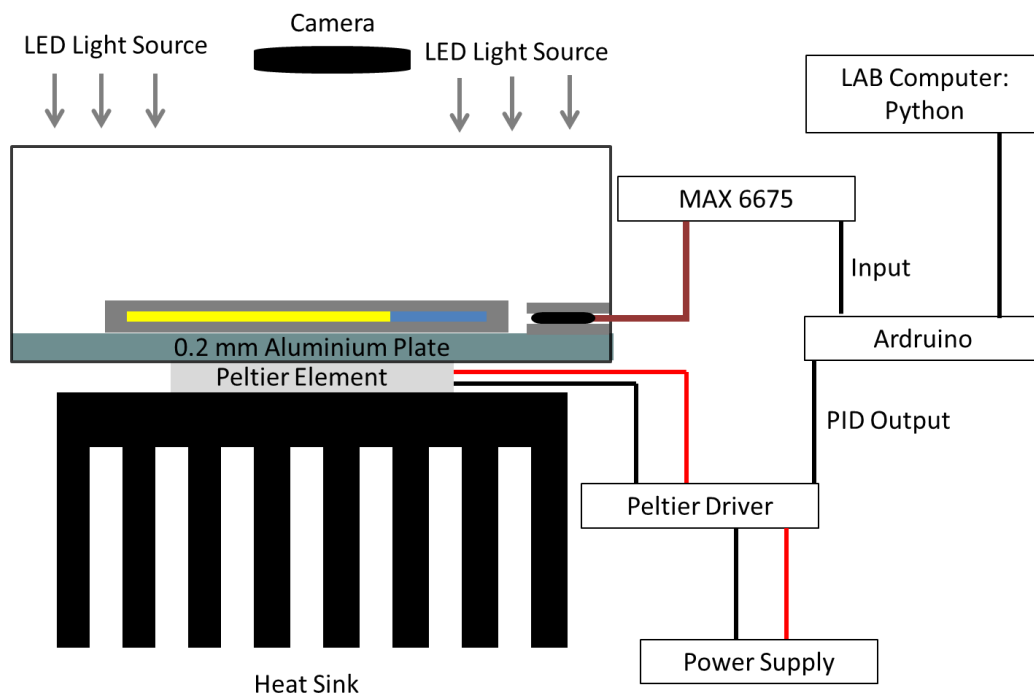 Camera
LED Light Source
LED Light Source
LAB Computer:
Python
MAX 6675
Input
Ardruino
0.2 mm Aluminium Plate
Peltier Element
PID Output
Peltier Driver
Power Supply
Heat Sink